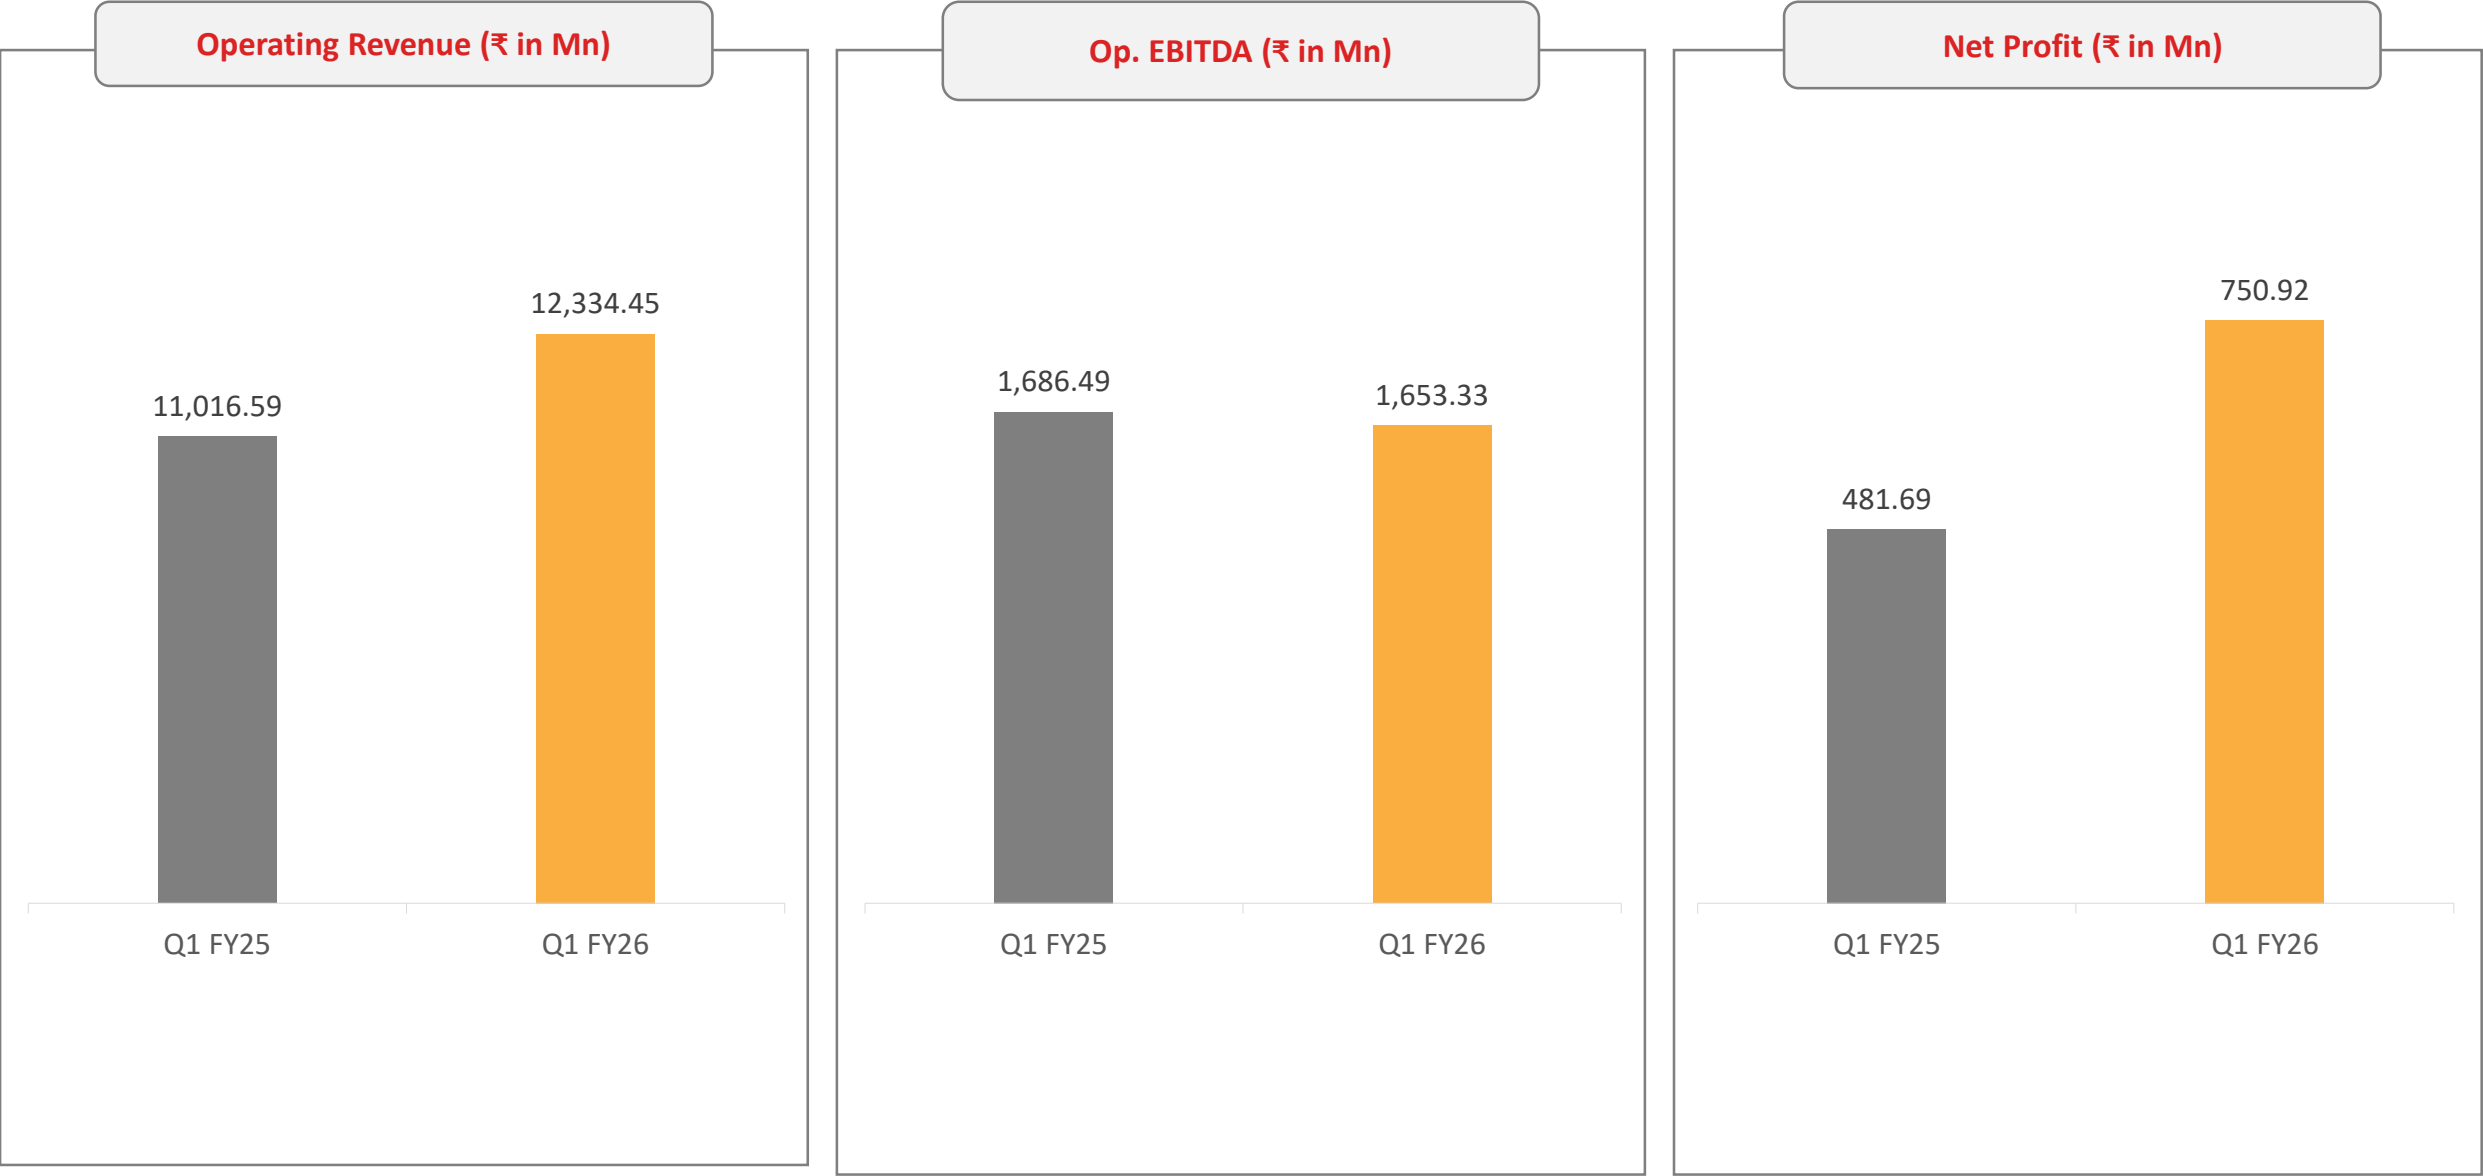 Operating Revenue (₹ in Mn)
11,016.59
12,334.45
Q1 FY25
Q1 FY26
Op. EBITDA (₹ in Mn)
1,686.49
1,653.33
Q1 FY25
Q1 FY26
Net Profit (₹ in Mn)
481.69
750.92
Q1 FY25
Q1 FY26